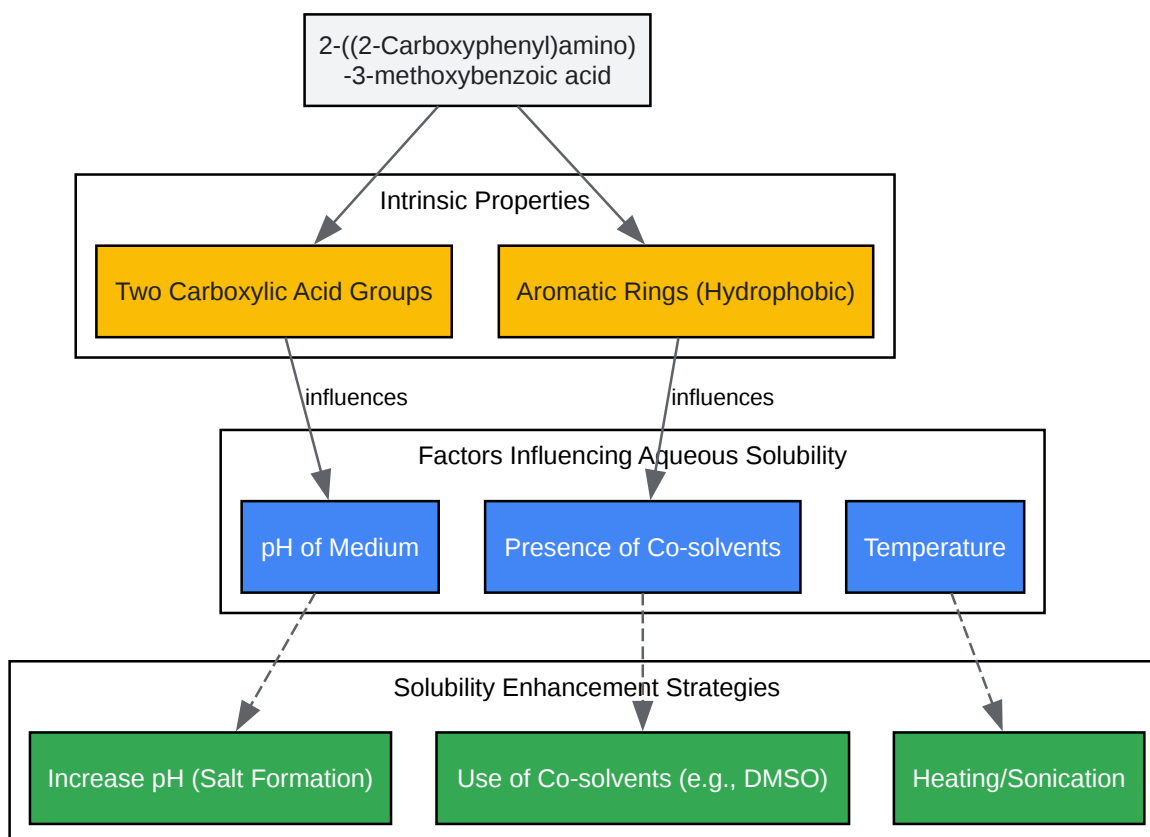 2-((2-Carboxyphenyl)amino)
-3-methoxybenzoic acid
Intrinsic Properties
Two Carboxylic Acid Groups
Aromatic Rings (Hydrophobic)
influences
influences
Factors Influencing Aqueous Solubility
pH of Medium
Presence of Co-solvents
Temperature
Solubility Enhancement Strategies
Increase pH (Salt Formation)
Use of Co-solvents (e.g., DMSO)
Heating/Sonication